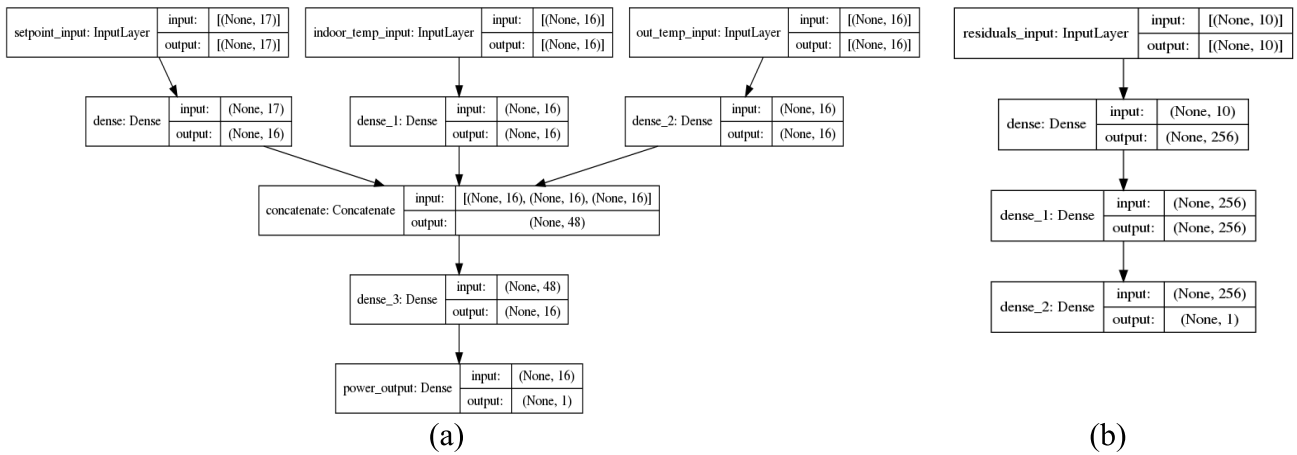 setpoint_input: InputLayer
input: [(None, 17)]
output: [(None, 17)]
indoor_temp_input: InputLayer
input: [(None, 16)]
output: [(None, 16)]
out_temp_input: InputLayer
input: [(None, 16)]
output: [(None, 16)]
dense: Dense
input: (None, 17)
output: (None, 16)
dense_1: Dense
input: (None, 16)
output: (None, 16)
dense_2: Dense
input: (None, 16)
output: (None, 16)
concatenate: Concatenate
input: [(None, 16), (None, 16), (None, 16)]
output: (None, 48)
dense_3: Dense
input: (None, 48)
output: (None, 16)
power_output: Dense
input: (None, 16)
output: (None, 1)
(a)
residuals_input: InputLayer
input: [(None, 10)]
output: [(None, 10)]
dense: Dense
input: (None, 10)
output: (None, 256)
dense_1: Dense
input: (None, 256)
output: (None, 256)
dense_2: Dense
input: (None, 256)
output: (None, 1)
(b)